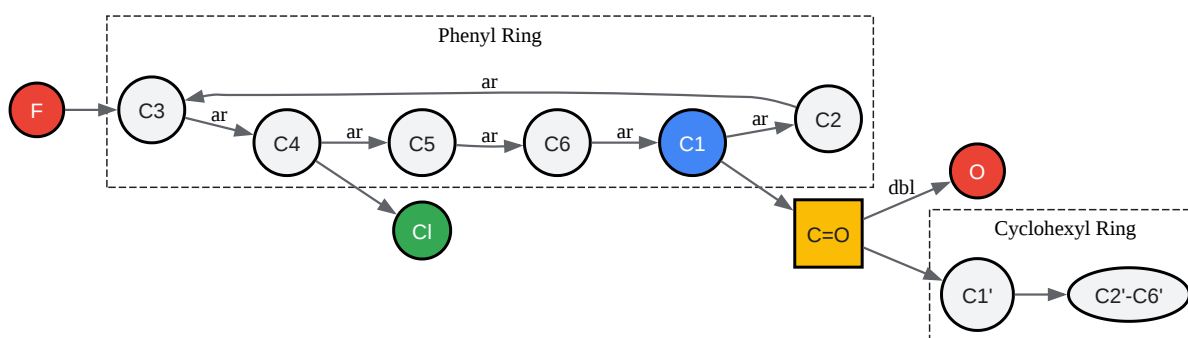 Phenyl Ring
F
C3
ar
ar
C4
ar
C5
ar
C6
ar
C1
ar
C2
Cl
C=O
dbl
O
Cyclohexyl Ring
C1'
C2'-C6'